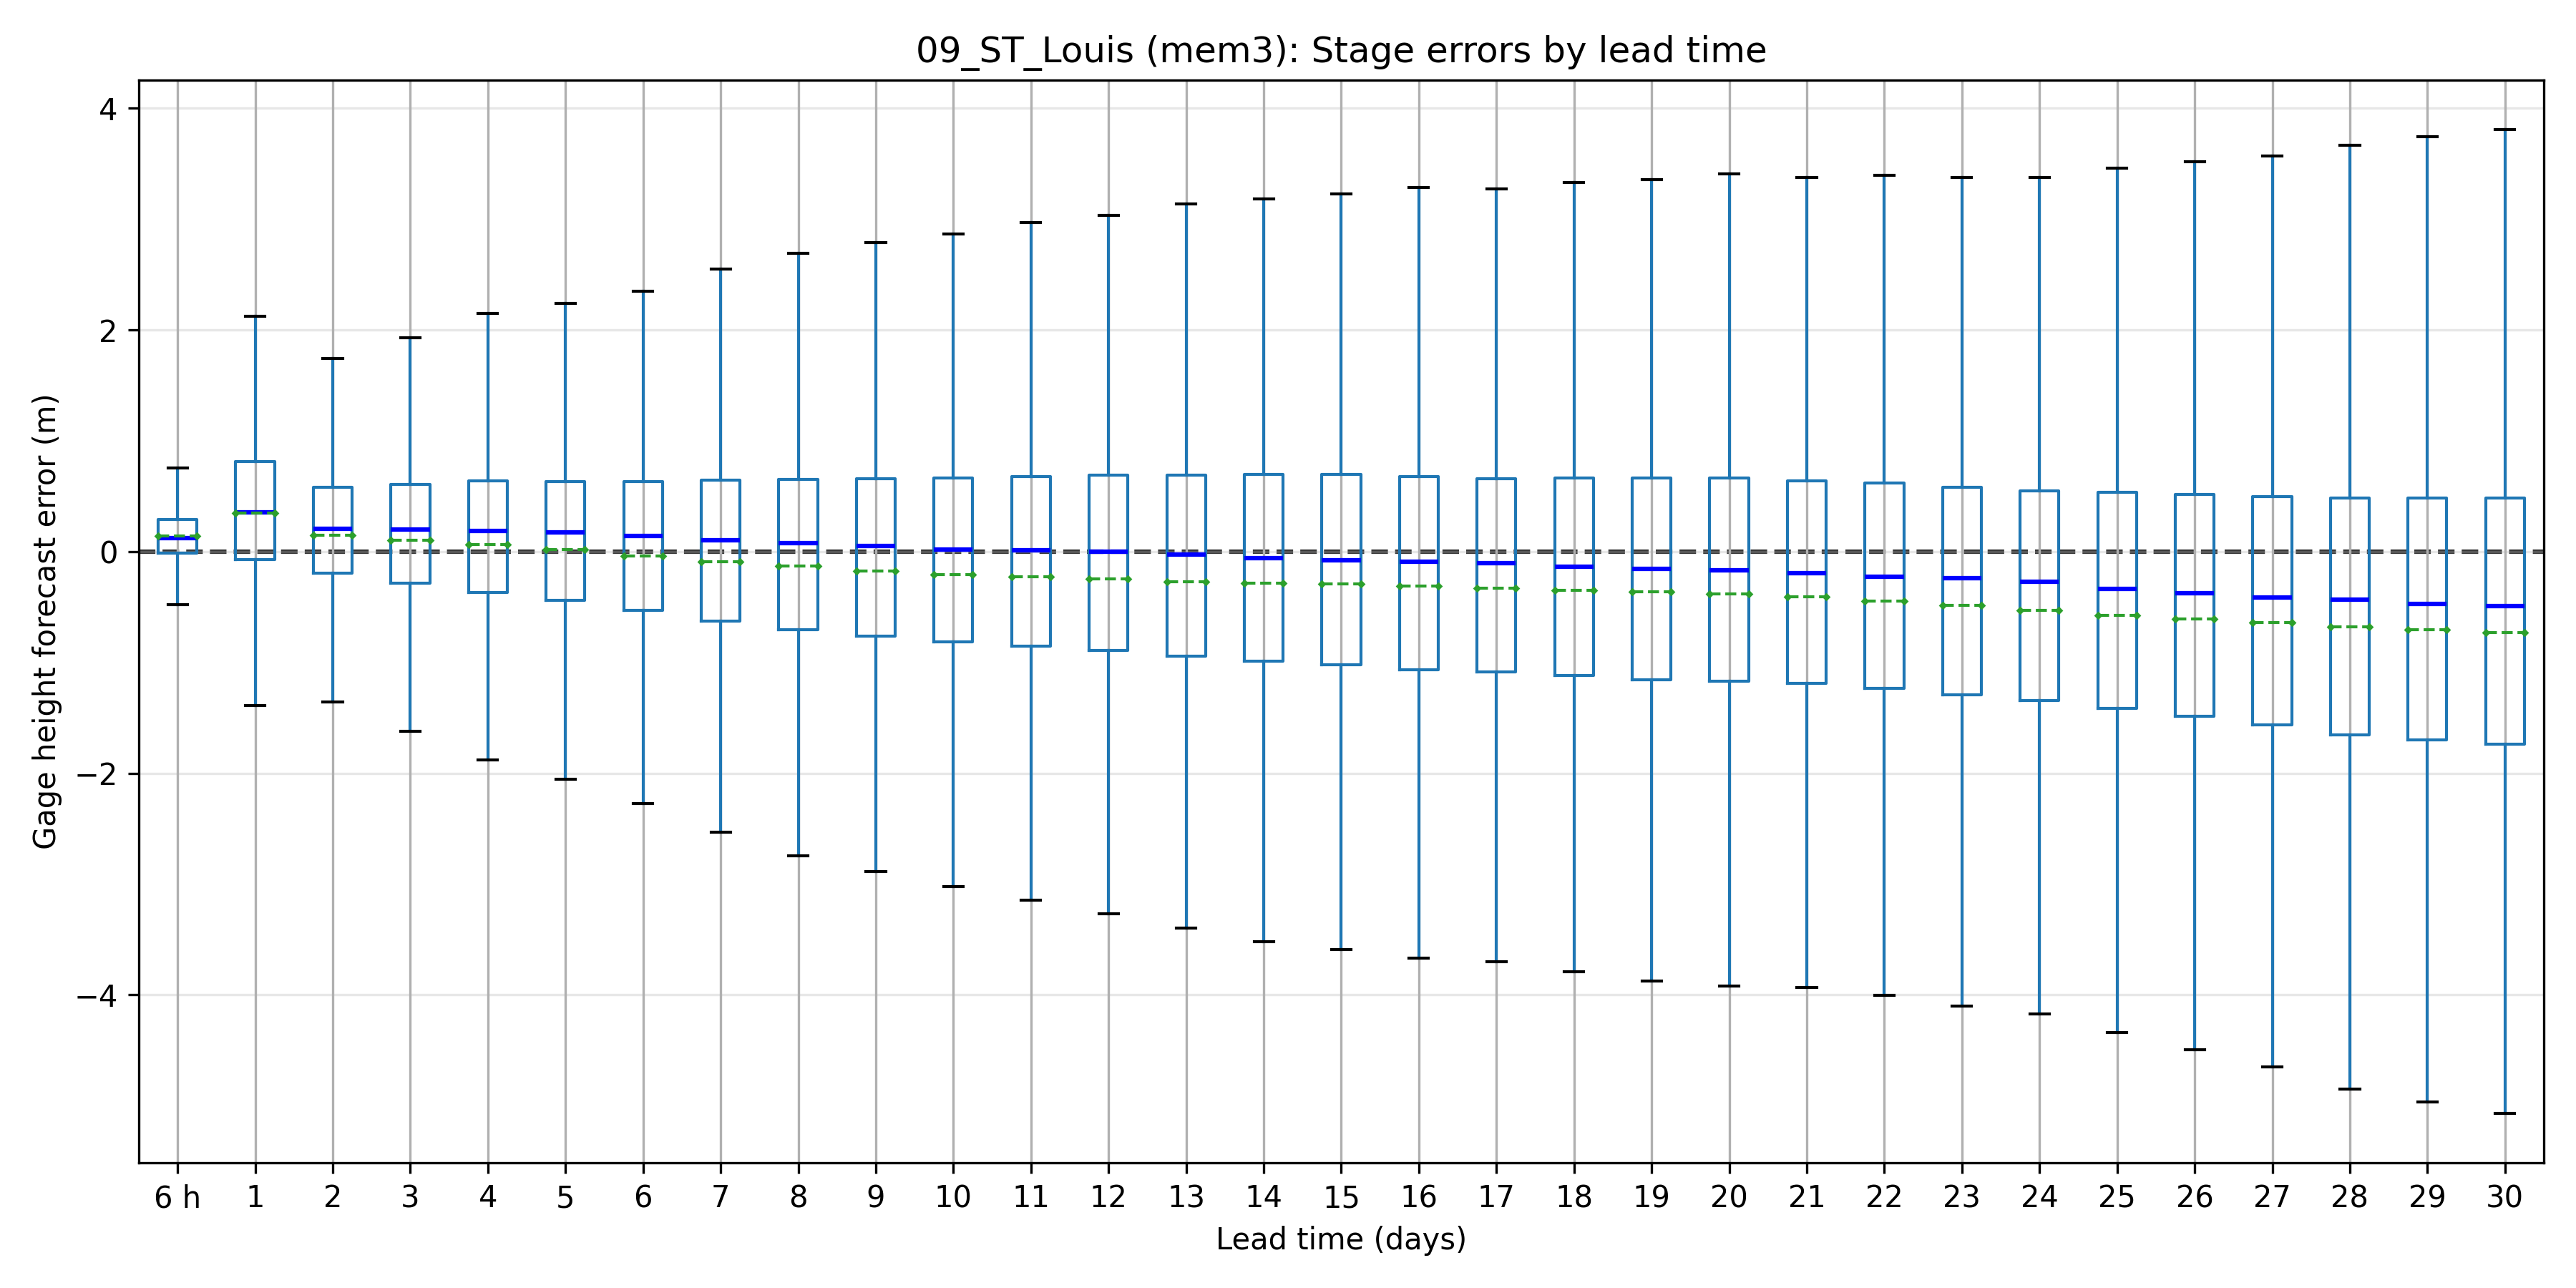 09_ST_Louis (mem3): Stage errors by lead time
Gage height forecast error (m)
4
2
0
−2
−4
6 h 1 2 3 4 5 6 7 8 9 10 11 12 13 14 15 16 17 18 19 20 21 22 23 24 25 26 27 28 29 30
Lead time (days)